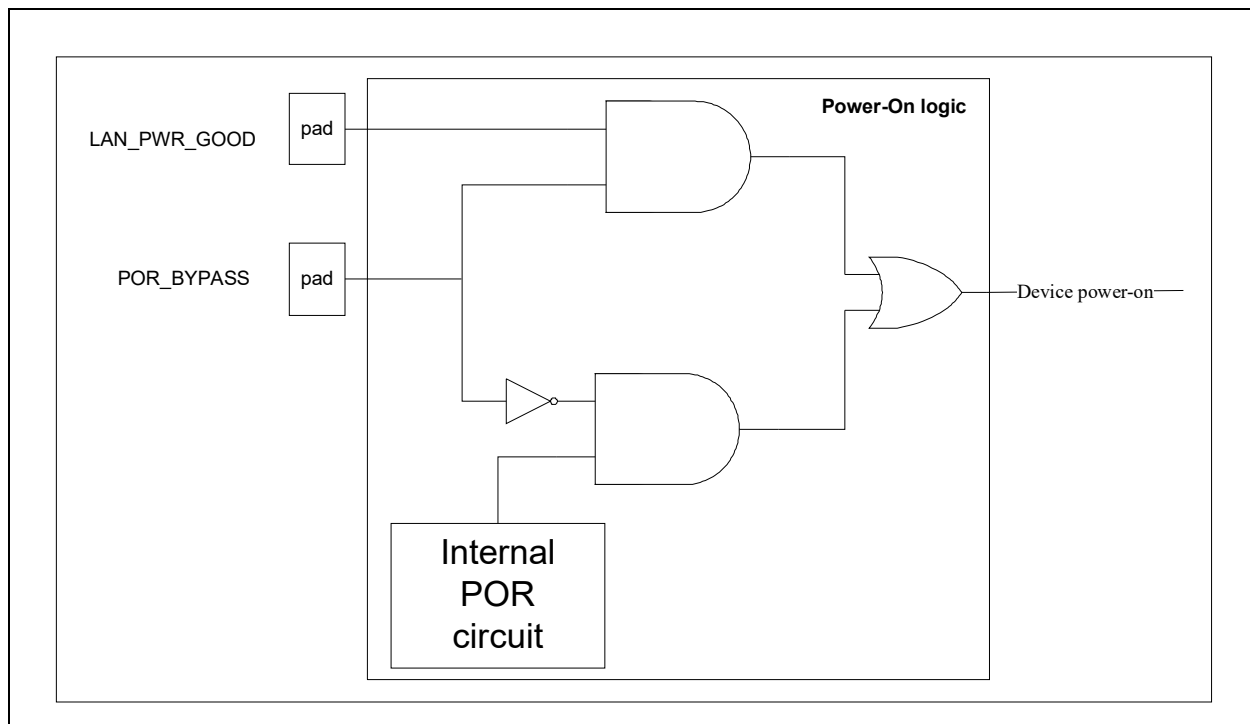 Power-On logic
LAN_PWR_GOOD
pad
POR_BYPASS
pad
Device power-on
Internal
POR
circuit